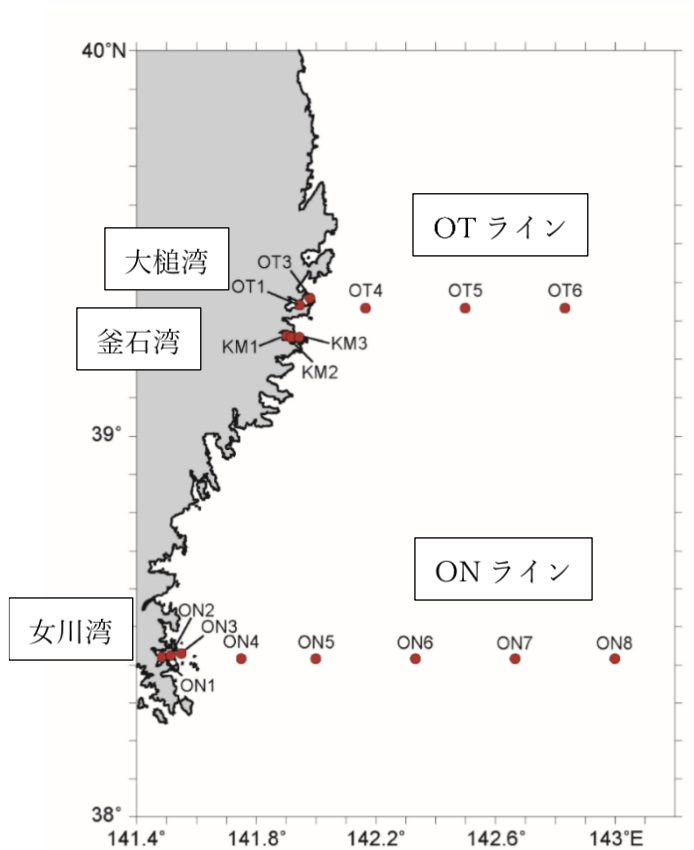 40°N
OT ライン
大槌湾
OT3
OT1
OT4
OT5
OT6
釜石湾
KM1
KM3
KM2
39°
ON ライン
女川湾
ON2
ON3
ON4
ON5
ON6
ON7
ON8
ON1
38°
141.4°
141.8°
142.2°
142.6°
143°E